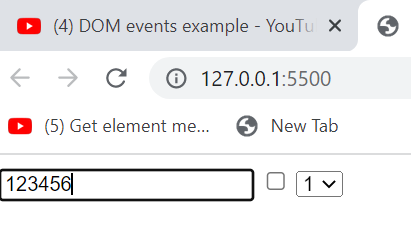 (4) DOM events example - YouTu
127.0.0.1:5500
(5) Get element me... New Tab
123456 1